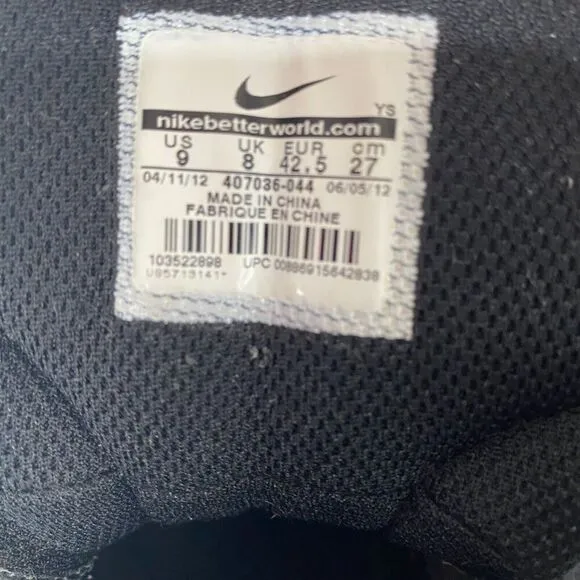 YS
nikebetterworld.com
US UK EUR cm
9 8 42.5 27
04/11/12 407036-044 06/05/12
MADE IN CHINA
FABRIQUE EN CHINE
103522898 UPC 00886915642838
US5713141*